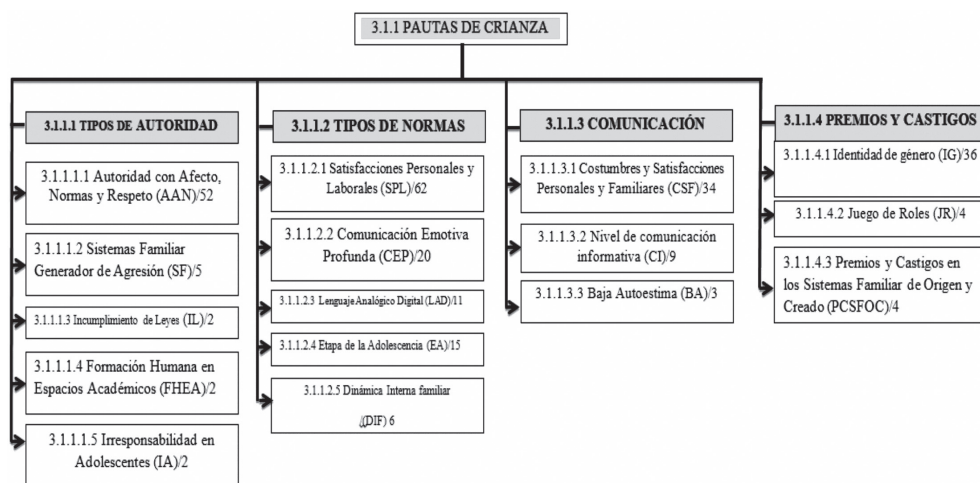 3.1.1 PAUTAS DE CRIANZA
3.1.1.1 TIPOS DE AUTORIDAD
3.1.1.1.1 Autoridad con Afecto,
Normas y Respeto (AAN)/52
3.1.1.1.2 Sistemas Familiar
Generador de Agresión (SF)/5
3.1.1.1.3 Incumplimiento de Leyes (IL)/2
3.1.1.1.4 Formación Humana en
Espacios Académicos (FHEA)/2
3.1.1.1.5 Irresponsabilidad en
Adolescentes (IA)/2
3.1.1.2 TIPOS DE NORMAS
3.1.1.2.1 Satisfacciones Personales y
Laborales (SPL)/62
3.1.1.2.2 Comunicación Emotiva
Profunda (CEP)/20
3.1.1.2.3 Lenguaje Analógico Digital (LAD)/11
3.1.1.2.4 Etapa de la Adolescencia (EA)/15
3.1.1.2.5 Dinámica Interna familiar
((DIF) 6
3.1.1.3 COMUNICACIÓN
3.1.1.3.1 Costumbres y Satisfacciones
Personales y Familiares (CSF)/34
3.1.1.3.2 Nivel de comunicación
informativa (CI)/9
3.1.1.3.3 Baja Autoestima (BA)/3
3.1.1.4 PREMIOS Y CASTIGOS
3.1.1.4.1 Identidad de género (IG)/36
3.1.1.4.2 Juego de Roles (JR)/4
3.1.1.4.3 Premios y Castigos en
los Sistemas Familiar de Origen y
Creado (PCSFOC)/4